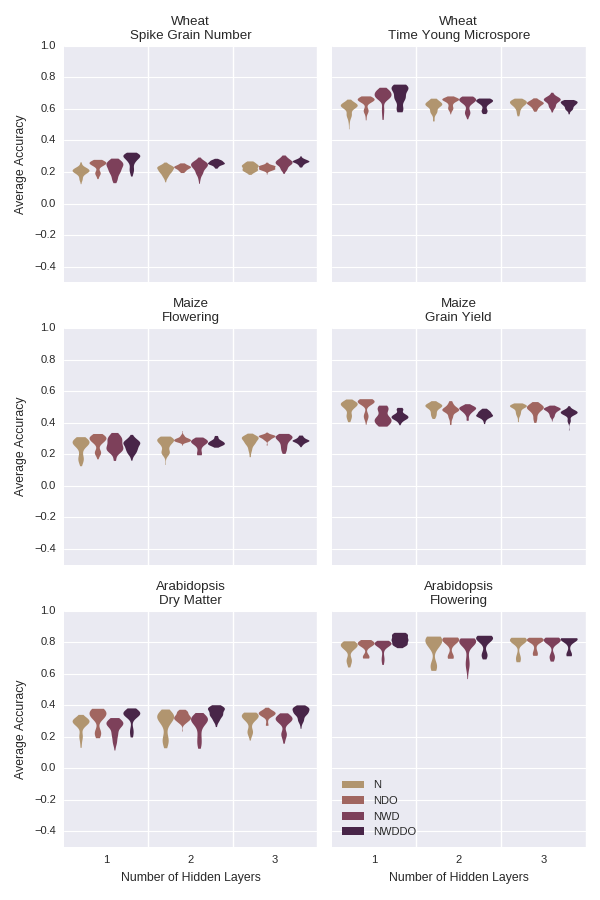 Wheat
Spike Grain Number
Wheat
Time Young Microspore
Average Accuracy
1.0
0.8
0.6
0.4
0.2
0.0
−0.2
−0.4
Maize
Flowering
Maize
Grain Yield
Average Accuracy
1.0
0.8
0.6
0.4
0.2
0.0
−0.2
−0.4
Arabidopsis
Dry Matter
Arabidopsis
Flowering
Average Accuracy
1.0
0.8
0.6
0.4
0.2
0.0
−0.2
−0.4
N
NDO
NWD
NWDDO
1 2 3
Number of Hidden Layers
1 2 3
Number of Hidden Layers